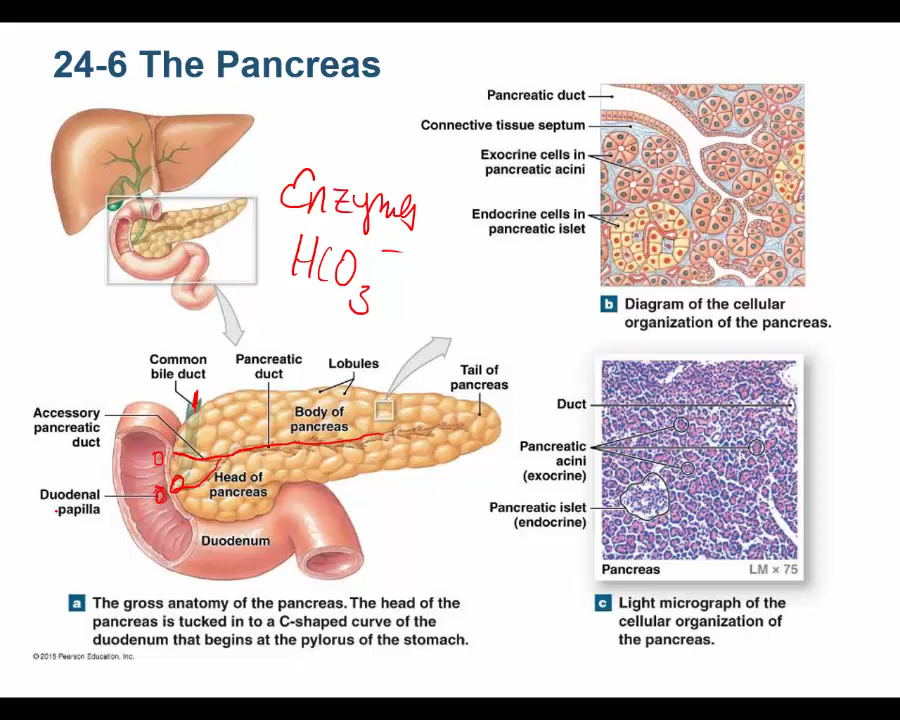 24-6 The Pancreas
Enzymes
HCO3-
Pancreatic duct
Connective tissue septum
Exocrine cells in
pancreatic acini
Endocrine cells in
pancreatic islet
b Diagram of the cellular
organization of the pancreas.
Common
bile duct
Pancreatic
duct
Lobules
Tail of
pancreas
Accessory
pancreatic
duct
Body of
pancreas
Head of
pancreas
Duodenal
papilla
Duodenum
a The gross anatomy of the pancreas. The head of the
pancreas is tucked in to a C-shaped curve of the
duodenum that begins at the pylorus of the stomach.
Duct
Pancreatic
acini
(exocrine)
Pancreatic islet
(endocrine)
Pancreas
LM × 75
c Light micrograph of the
cellular organization of
the pancreas.
© 2015 Pearson Education, Inc.